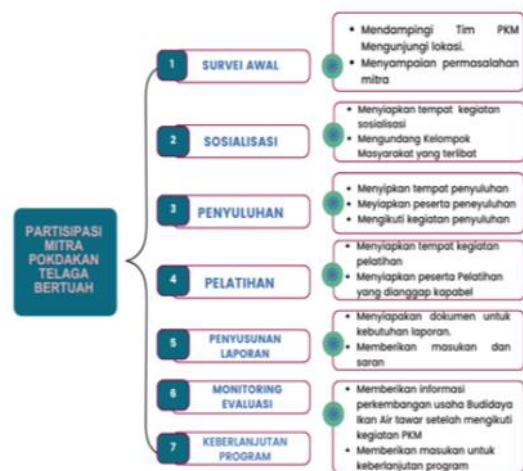 PARTISIPASI
MITRA
POKDAKAN
TELAGA
BERTUAH
1
SURVEI AWAL
• Mendampingi Tim PKM
Mengunjungi lokasi.
• Menyampaian permasalahan
mitra
2
SOSIALISASI
• Menyiapkan tempat kegiatan
sosialisasi
• Mengundang Kelompok
Masyarakat yang terlibat
3
PENYULUHAN
• Menyipkan tempat penyuluhan
• Meyiapkan peserta peneyuluhan
• Mengikuti kegiatan penyuluhan
4
PELATIHAN
• Menyiapkan tempat kegiatan
pelatihan
• Menyiapkan peserta Pelatihan
yang dianggap kapabel
5
PENYUSUNAN
LAPORAN
• Menyiapakan dokumen untuk
kebutuhan laporan.
• Memberikan masukan dan
saran
6
MONITORING
EVALUASI
7
KEBERLANJUTAN
PROGRAM
• Memberikan informasi
perkembangan usaha Budidaya
Ikan Air tawar setelah mengikuti
kegiatan PKM
• Memberikan masukan untuk
keberlanjutan program